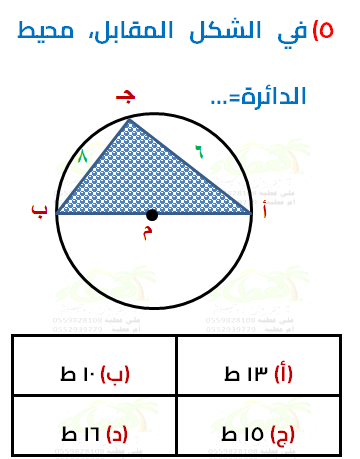 ٥) في الشكل المقابل، محيط
الدائرة=...
جـ
٨
٦
ب
أ
م
(أ) ١٣ ط
(ب) ١٠ ط
(ج) ١٥ ط
(د) ١٦ ط